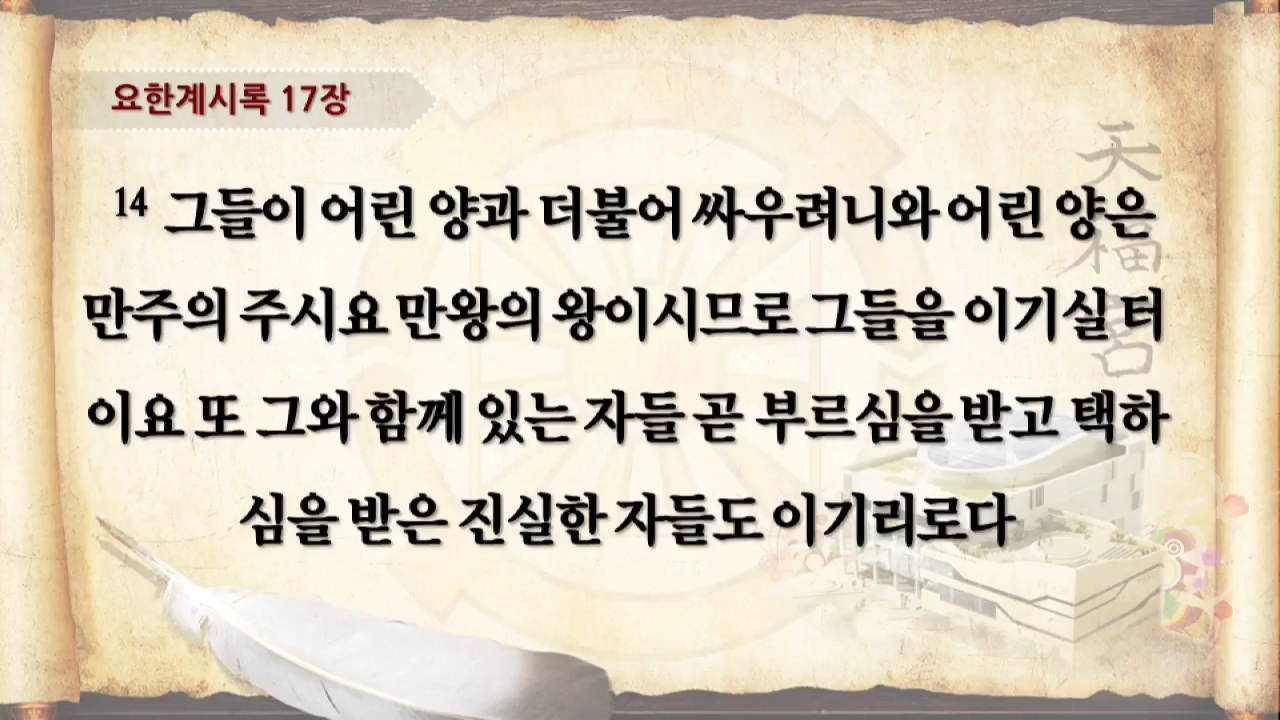 요한계시록 17장
14 그들이 어린 양과 더불어 싸우려니와 어린 양은
만주의 주시요 만왕의 왕이시므로 그들을 이기실 터
이요 또 그와 함께 있는 자들 곧 부르심을 받고 택하
심을 받은 진실한 자들도 이기리로다
天
福